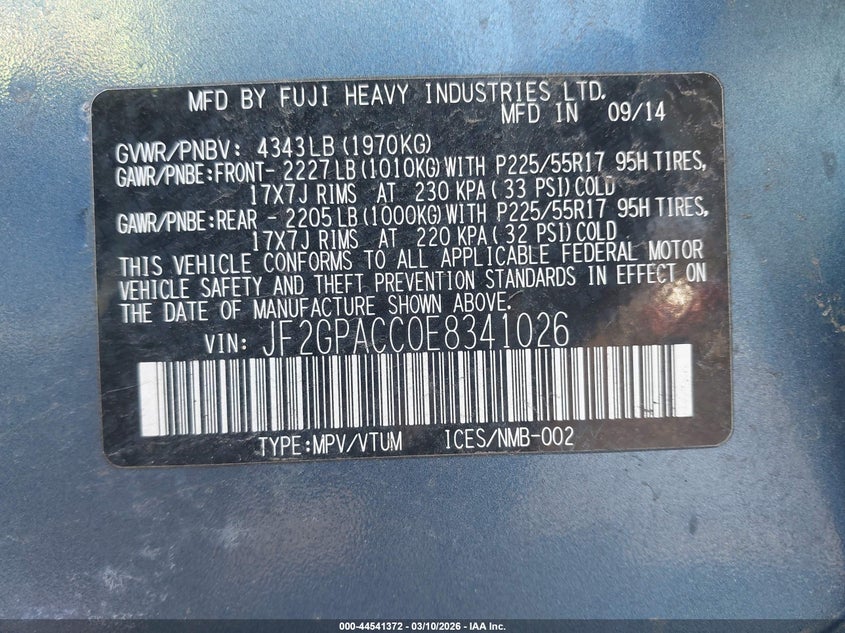 MFD BY FUJI HEAVY INDUSTRIES LTD.
MFD IN 09/14
GVWR/PNBV: 4343LB (1970KG)
GAWR/PNBE:FRONT- 2227LB (1010KG) WITH P225/55R17 95H TIRES,
17X7J RIMS AT 230 KPA ( 33 PSI) COLD
GAWR/PNBE:REAR - 2205LB (1000KG) WITH P225/55R17 95H TIRES,
17X7J RIMS AT 220 KPA ( 32 PSI) COLD
THIS VEHICLE CONFORMS TO ALL APPLICABLE FEDERAL MOTOR
VEHICLE SAFETY AND THEFT PREVENTION STANDARDS IN EFFECT ON
THE DATE OF MANUFACTURE SHOWN ABOVE.
VIN: JF2GPACC0E8341026
TYPE:MPV/VTUM ICES/NMB-002
000-44541372 — 03/10/2026 — IAA Inc.